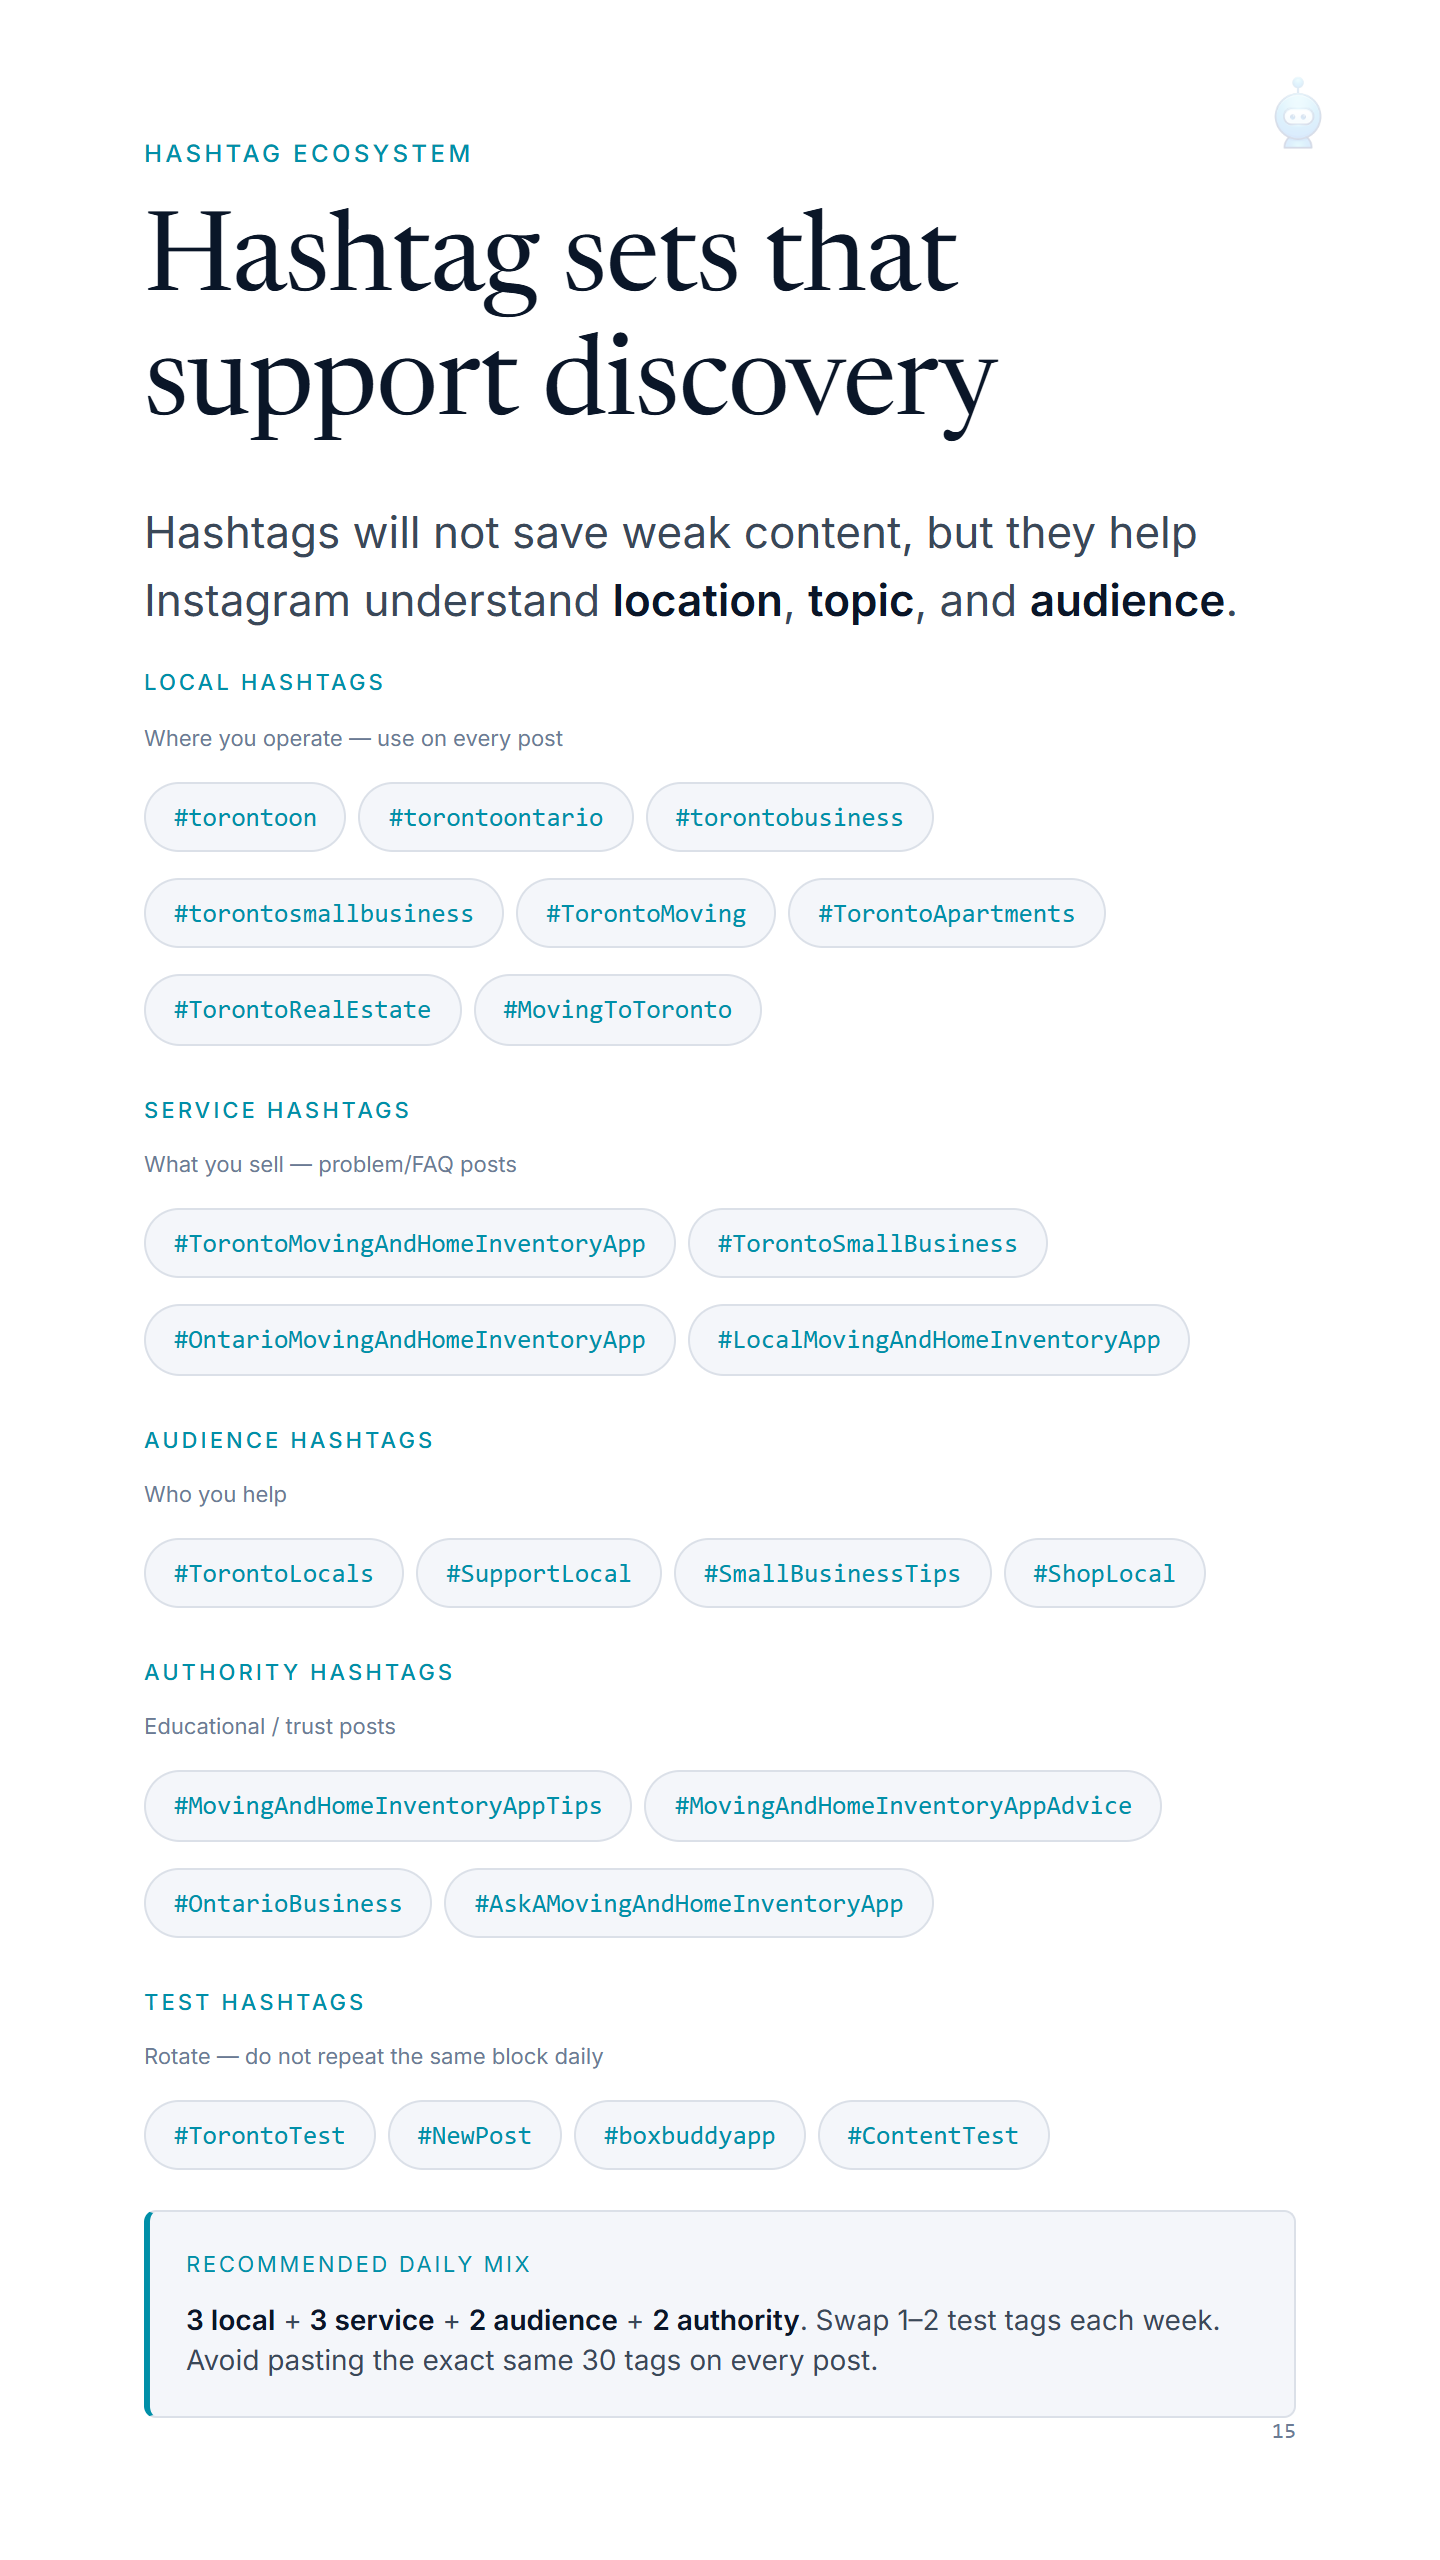 HASHTAG ECOSYSTEM
Hashtag sets that
support discovery
Hashtags will not save weak content, but they help
Instagram understand location, topic, and audience.
LOCAL HASHTAGS
Where you operate — use on every post
#torontoon #torontoontario #torontobusiness
#torontosmallbusiness #TorontoMoving #TorontoApartments
#TorontoRealEstate #MovingToToronto
SERVICE HASHTAGS
What you sell — problem/FAQ posts
#TorontoMovingAndHomeInventoryApp #TorontoSmallBusiness
#OntarioMovingAndHomeInventoryApp #LocalMovingAndHomeInventoryApp
AUDIENCE HASHTAGS
Who you help
#TorontoLocals #SupportLocal #SmallBusinessTips #ShopLocal
AUTHORITY HASHTAGS
Educational / trust posts
#MovingAndHomeInventoryAppTips #MovingAndHomeInventoryAppAdvice
#OntarioBusiness #AskAMovingAndHomeInventoryApp
TEST HASHTAGS
Rotate — do not repeat the same block daily
#TorontoTest #NewPost #boxbuddyapp #ContentTest
RECOMMENDED DAILY MIX
3 local + 3 service + 2 audience + 2 authority. Swap 1–2 test tags each week.
Avoid pasting the exact same 30 tags on every post.
15